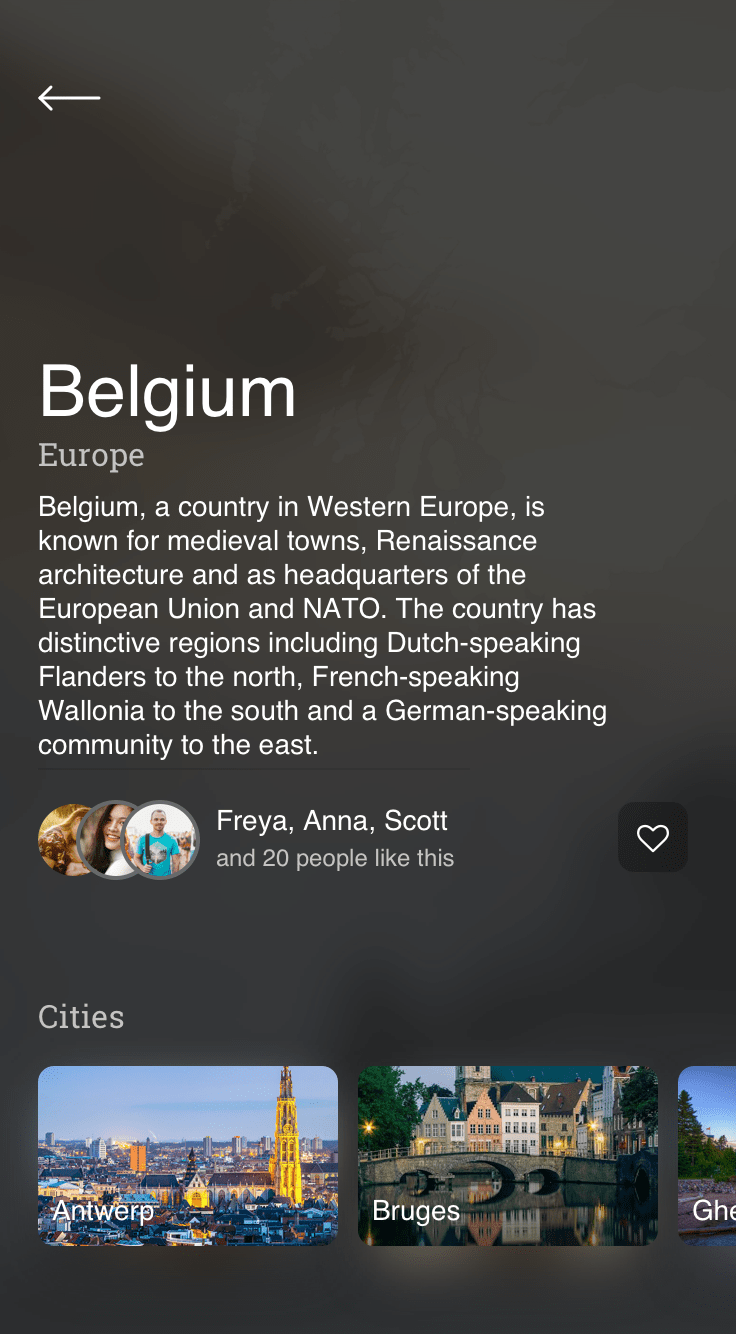 Belgium
Europe
Belgium, a country in Western Europe, is
known for medieval towns, Renaissance
architecture and as headquarters of the
European Union and NATO. The country has
distinctive regions including Dutch-speaking
Flanders to the north, French-speaking
Wallonia to the south and a German-speaking
community to the east.
Freya, Anna, Scott
and 20 people like this
Cities
Antwerp
Bruges
Ghe